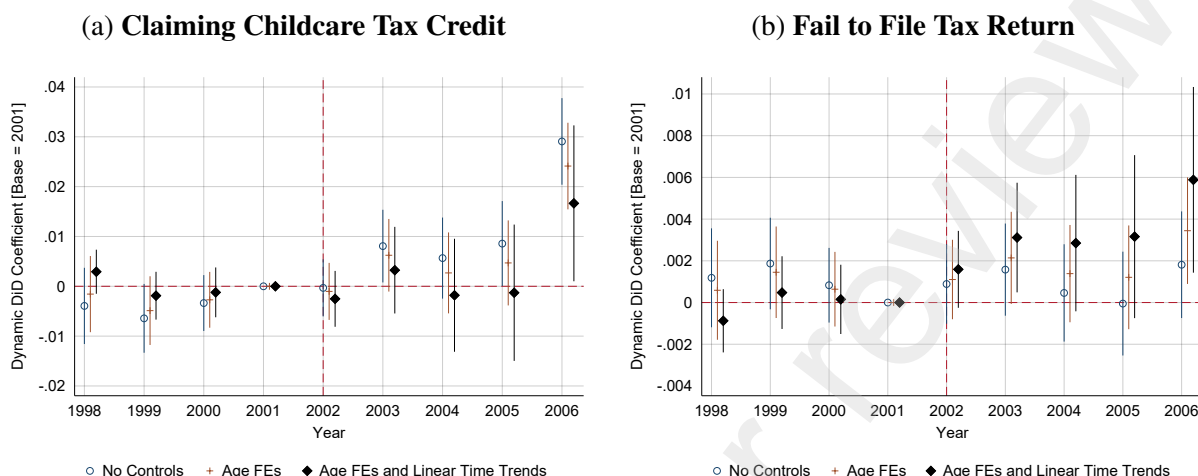 (a) Claiming Childcare Tax Credit
.04
.03
.02
.01
0
-.01
-.02
Dynamic DiD Coefficient [Base = 2001]
1998 1999 2000 2001 2002 2003 2004 2005 2006
Year
No Controls Age FEs Age FEs and Linear Time Trends
(b) Fail to File Tax Return
.01
.008
.006
.004
.002
0
-.002
-.004
Dynamic DiD Coefficient [Base = 2001]
1998 1999 2000 2001 2002 2003 2004 2005 2006
Year
No Controls Age FEs Age FEs and Linear Time Trends
r review